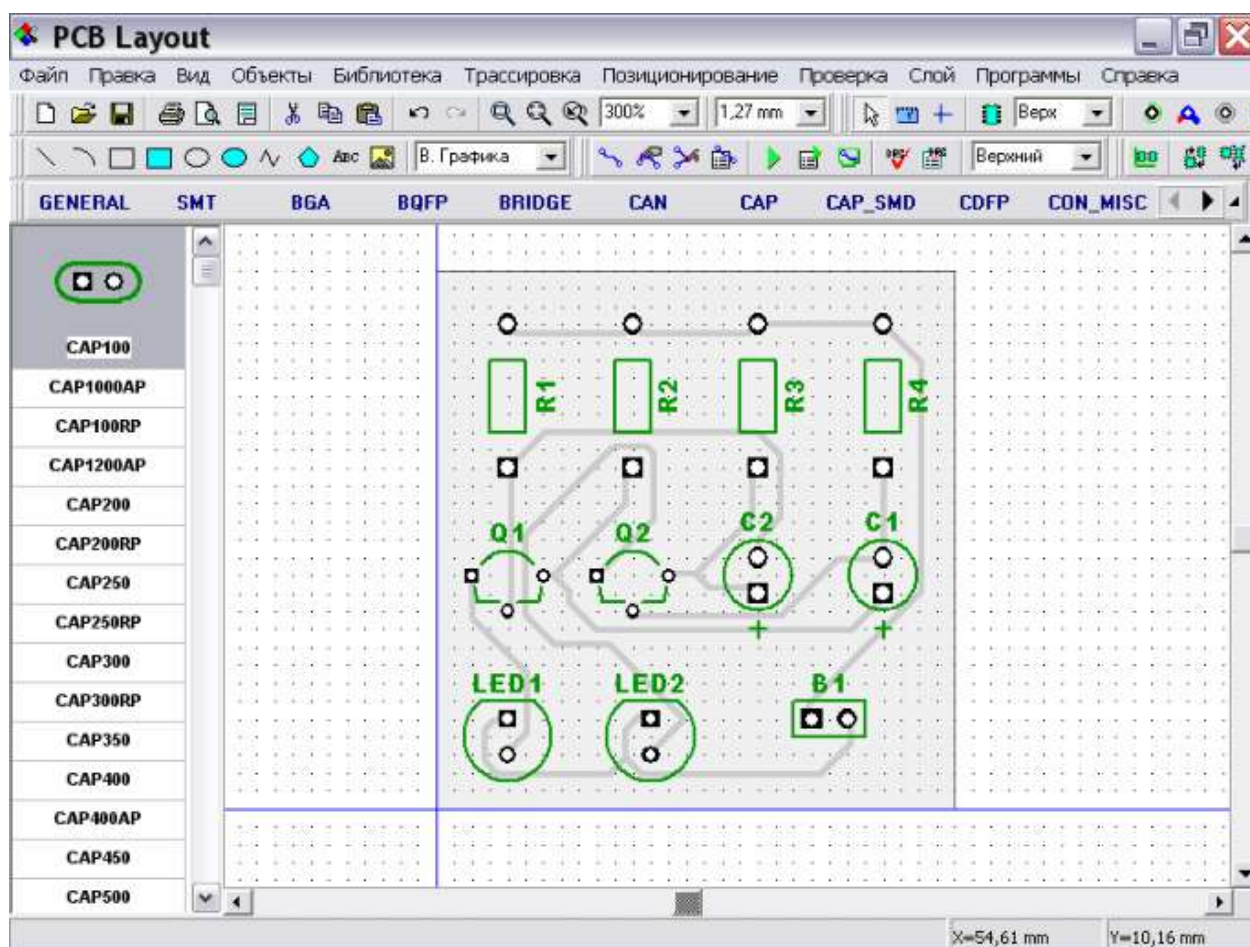 PCB Layout
Файл Правка Вид Объекты Библиотека Трассировка Позиционирование Проверка Слой Программы Справка
300% 1,27 mm Верх
ABC В. Графика Верхний
GENERAL SMT BGA BQFP BRIDGE CAN CAP CAP_SMD CDFP CON_MISC
CAP100
CAP1000AP
CAP100RP
CAP1200AP
CAP200
CAP200RP
CAP250
CAP250RP
CAP300
CAP300RP
CAP350
CAP400
CAP400AP
CAP450
CAP500
R1 R2 R3 R4
Q1 Q2 C2 C1
+ +
LED1 LED2 B1
X=54,61 mm Y=10,16 mm